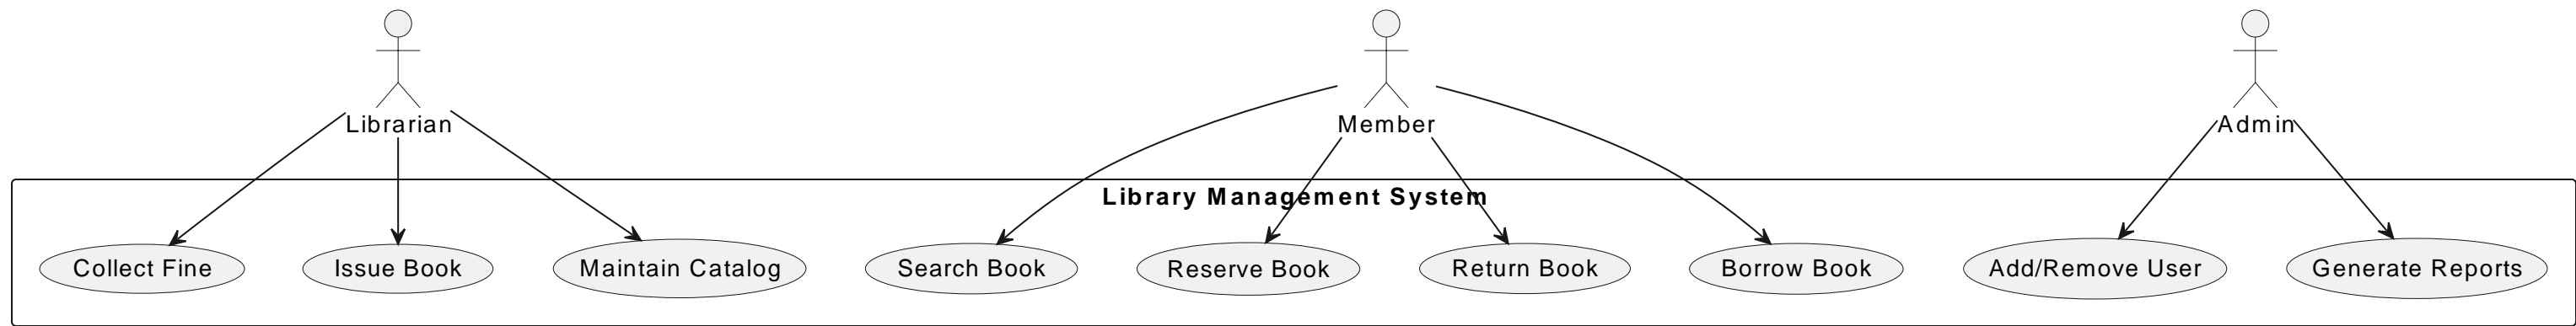 Librarian
Member
Admin
Library Management System
Collect Fine
Issue Book
Maintain Catalog
Search Book
Reserve Book
Return Book
Borrow Book
Add/Remove User
Generate Reports